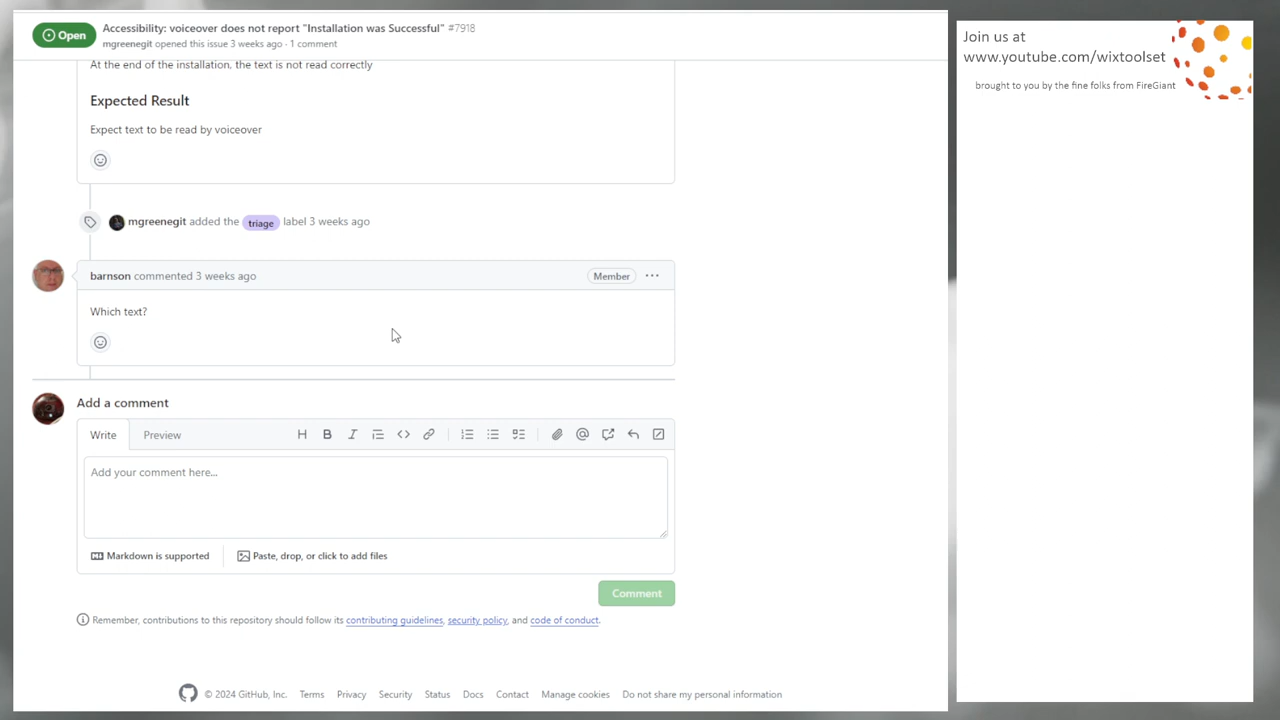 Open
Accessibility: voiceover does not report "Installation was Successful" #7918
mgreenegit opened this issue 3 weeks ago · 1 comment
At the end of the installation, the text is not read correctly
Expected Result
Expect text to be read by voiceover
mgreenegit added the triage label 3 weeks ago
barnson commented 3 weeks ago
Member
Which text?
Add a comment
Write
Preview
Add your comment here...
Markdown is supported
Paste, drop, or click to add files
Comment
Remember, contributions to this repository should follow its contributing guidelines, security policy, and code of conduct.
© 2024 GitHub, Inc. Terms Privacy Security Status Docs Contact Manage cookies Do not share my personal information
Join us at
www.youtube.com/wixtoolset
brought to you by the fine folks from FireGiant